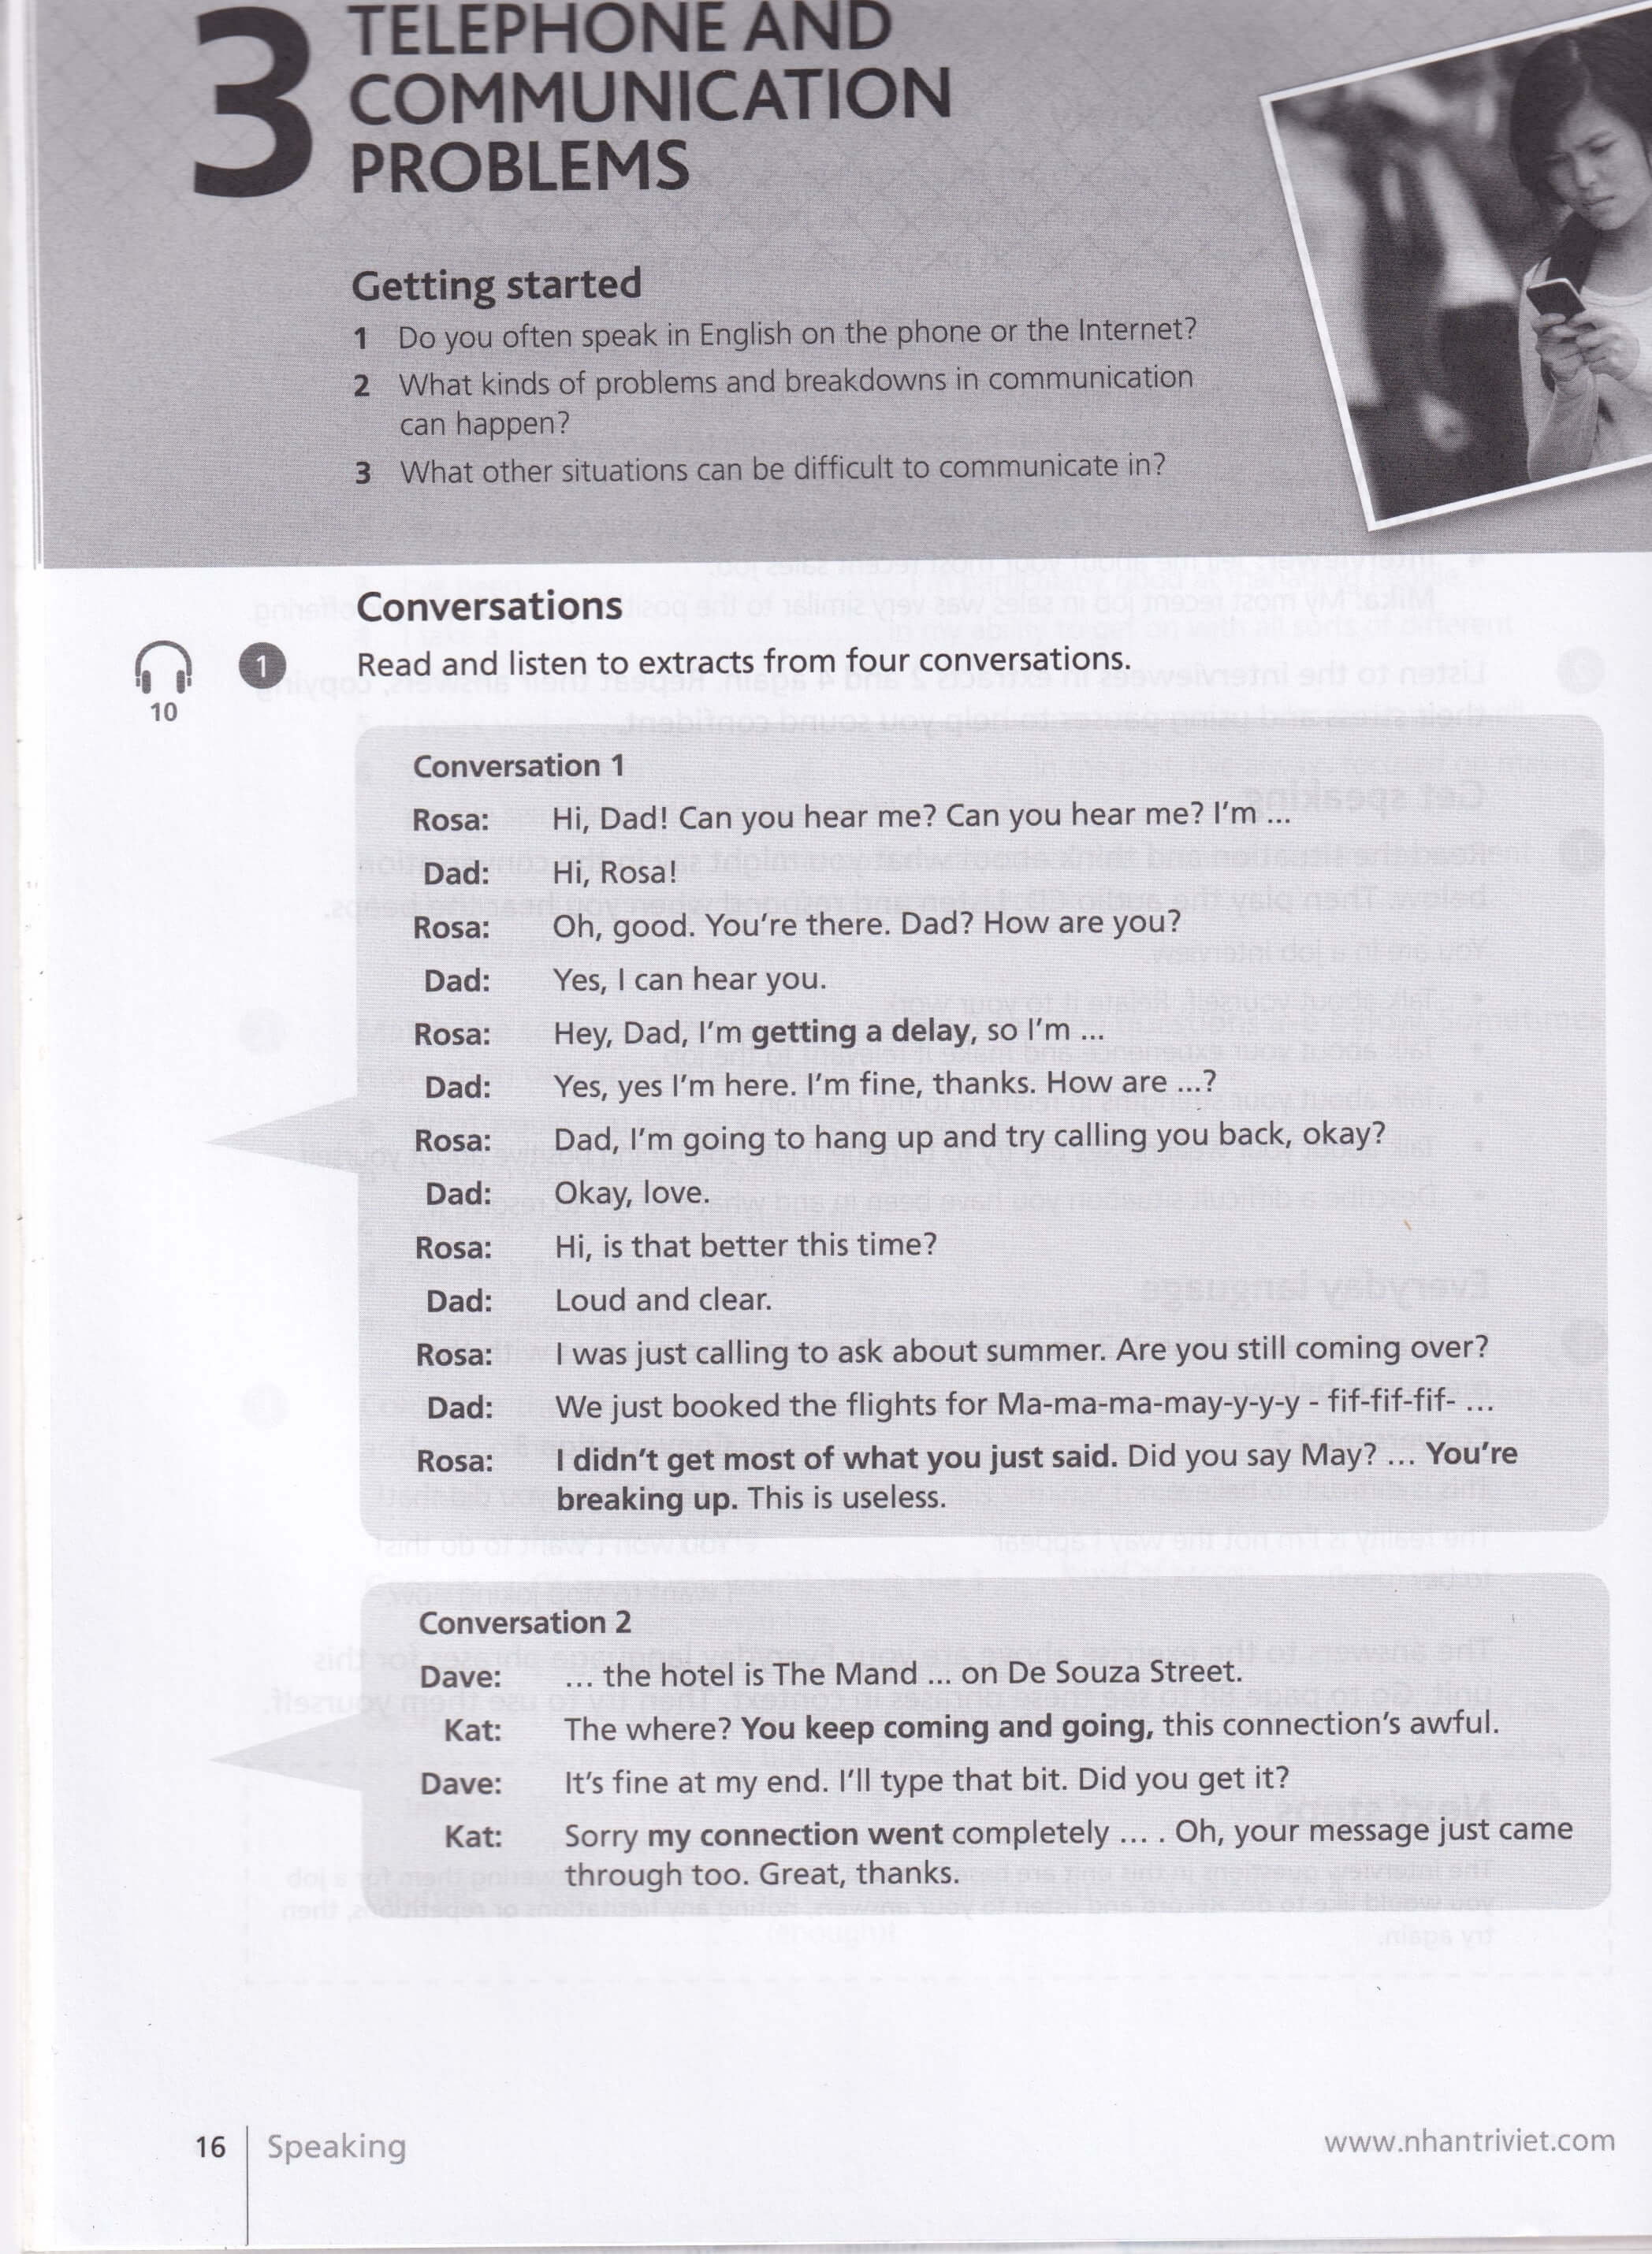 3
TELEPHONE AND
COMMUNICATION
PROBLEMS
Getting started
1 Do you often speak in English on the phone or the Internet?
2 What kinds of problems and breakdowns in communication
can happen?
3 What other situations can be difficult to communicate in?
Conversations
10
1 Read and listen to extracts from four conversations.
Conversation 1
Rosa: Hi, Dad! Can you hear me? Can you hear me? I'm ...
Dad: Hi, Rosa!
Rosa: Oh, good. You're there. Dad? How are you?
Dad: Yes, I can hear you.
Rosa: Hey, Dad, I'm getting a delay, so I'm ...
Dad: Yes, yes I'm here. I'm fine, thanks. How are ...?
Rosa: Dad, I'm going to hang up and try calling you back, okay?
Dad: Okay, love.
Rosa: Hi, is that better this time?
Dad: Loud and clear.
Rosa: I was just calling to ask about summer. Are you still coming over?
Dad: We just booked the flights for Ma-ma-ma-may-y-y-y - fif-fif-fif- ...
Rosa: I didn't get most of what you just said. Did you say May? ... You're
breaking up. This is useless.
Conversation 2
Dave: ... the hotel is The Mand ... on De Souza Street.
Kat: The where? You keep coming and going, this connection's awful.
Dave: It's fine at my end. I'll type that bit. Did you get it?
Kat: Sorry my connection went completely ... . Oh, your message just came
through too. Great, thanks.
16 Speaking
www.nhantriviet.com